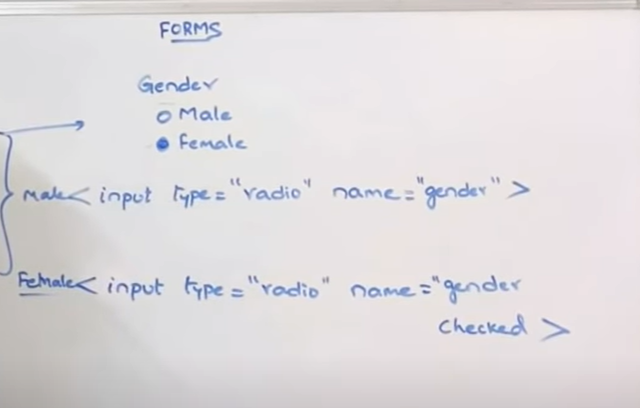 FORMS
Gender
Male
Female
Male< input type="radio" name="gender">
Female< input type="radio" name="gender
checked >